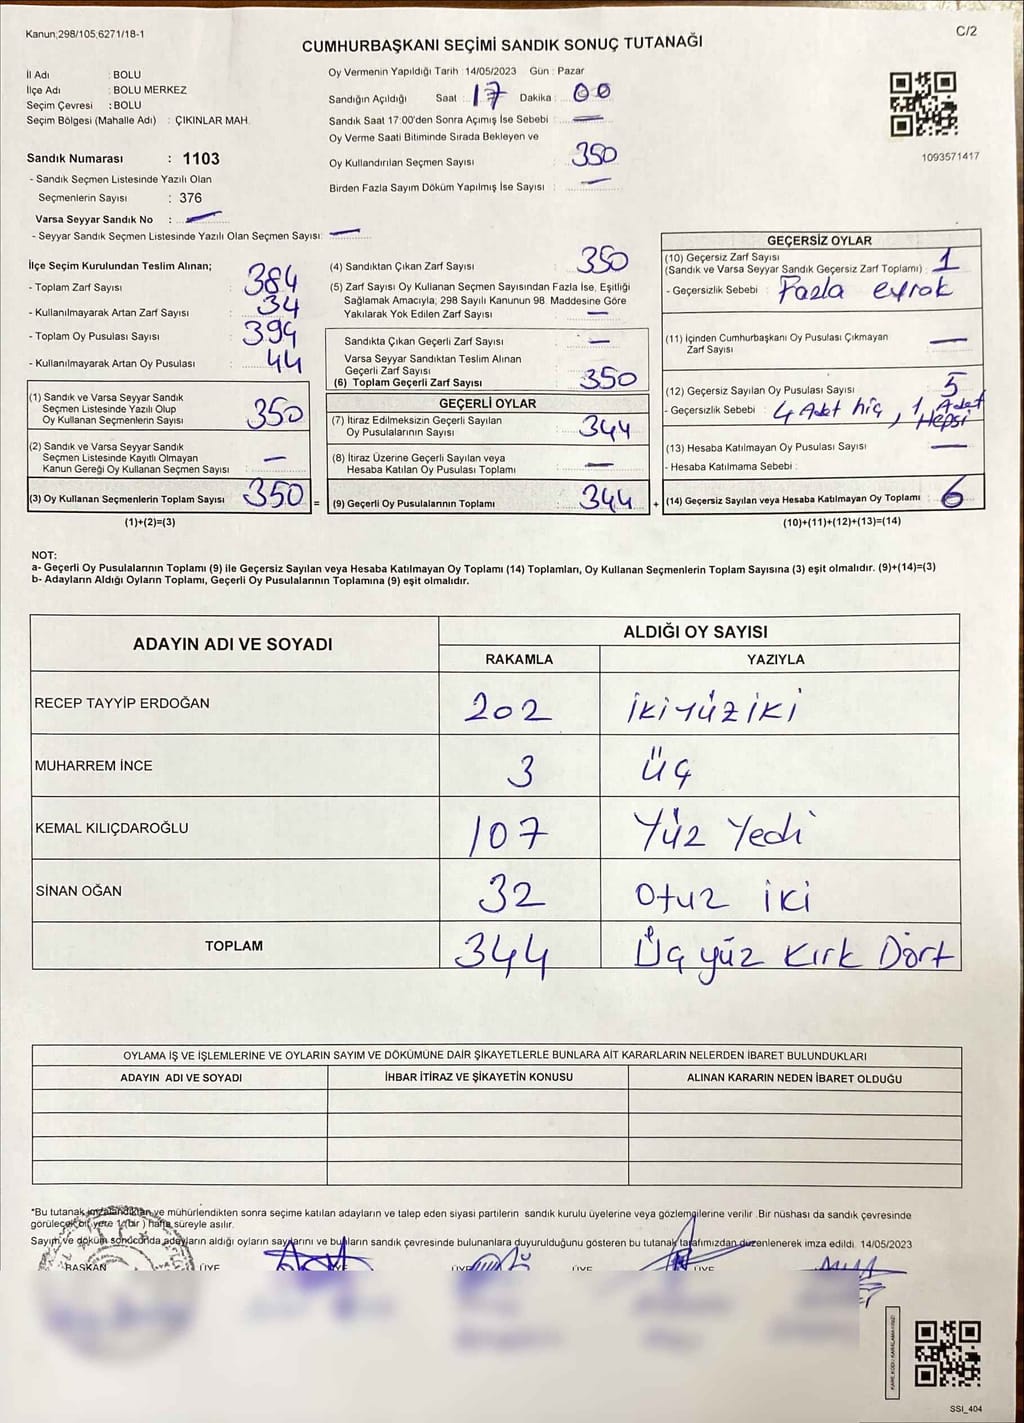 Kanun;298/105;6271/18-1
C/2
CUMHURBAŞKANI SEÇİMİ SANDIK SONUÇ TUTANAĞI
İl Adı : BOLU
İlçe Adı : BOLU MERKEZ
Seçim Çevresi : BOLU
Seçim Bölgesi (Mahalle Adı) : ÇIKINLAR MAH.
Sandık Numarası : 1103
- Sandık Seçmen Listesinde Yazılı Olan
Seçmenlerin Sayısı : 376
Varsa Seyyar Sandık No : —
- Seyyar Sandık Seçmen Listesinde Yazılı Olan Seçmen Sayısı: —
Oy Vermenin Yapıldığı Tarih : 14/05/2023 Gün : Pazar
Sandığın Açıldığı Saat : 17 Dakika : 00
Sandık Saat 17:00'den Sonra Açımış İse Sebebi : —
Oy Verme Saati Bitiminde Sırada Bekleyen ve
Oy Kullandırılan Seçmen Sayısı : 350
Birden Fazla Sayım Döküm Yapılmış İse Sayısı : —
1093571417
İlçe Seçim Kurulundan Teslim Alınan;
- Toplam Zarf Sayısı : 384
- Kullanılmayarak Artan Zarf Sayısı : 34
- Toplam Oy Pusulası Sayısı : 394
- Kullanılmayarak Artan Oy Pusulası : 44
(1) Sandık ve Varsa Seyyar Sandık
Seçmen Listesinde Yazılı Olup
Oy Kullanan Seçmenlerin Sayısı : 350
(2) Sandık ve Varsa Seyyar Sandık
Seçmen Listesinde Kayıtlı Olmayan
Kanun Gereği Oy Kullanan Seçmen Sayısı : —
(3) Oy Kullanan Seçmenlerin Toplam Sayısı 350 =
(1)+(2)=(3)
(4) Sandıktan Çıkan Zarf Sayısı : 350
(5) Zarf Sayısı Oy Kullanan Seçmen Sayısından Fazla İse, Eşitliği
Sağlamak Amacıyla, 298 Sayılı Kanunun 98. Maddesine Göre
Yakılarak Yok Edilen Zarf Sayısı : —
Sandıkta Çıkan Geçerli Zarf Sayısı : —
Varsa Seyyar Sandıktan Teslim Alınan
Geçerli Zarf Sayısı
(6) Toplam Geçerli Zarf Sayısı : 350
GEÇERLİ OYLAR
(7) İtiraz Edilmeksizin Geçerli Sayılan
Oy Pusulalarının Sayısı : 344
(8) İtiraz Üzerine Geçerli Sayılan veya
Hesaba Katılan Oy Pusulası Toplamı : —
(9) Geçerli Oy Pusulalarının Toplamı : 344 +
GEÇERSİZ OYLAR
(10) Geçersiz Zarf Sayısı
(Sandık ve Varsa Seyyar Sandık Geçersiz Zarf Toplamı) : 1
- Geçersizlik Sebebi : Fazla evrak
(11) İçinden Cumhurbaşkanı Oy Pusulası Çıkmayan
Zarf Sayısı : —
(12) Geçersiz Sayılan Oy Pusulası Sayısı : 5
- Geçersizlik Sebebi : 4 Adet hiç, 1 Adet
Hepsi
(13) Hesaba Katılmayan Oy Pusulası Sayısı : —
- Hesaba Katılmama Sebebi :
(14) Geçersiz Sayılan veya Hesaba Katılmayan Oy Toplamı : 6
(10)+(11)+(12)+(13)=(14)
NOT:
a- Geçerli Oy Pusulalarının Toplamı (9) ile Geçersiz Sayılan veya Hesaba Katılmayan Oy Toplamı (14) Toplamları, Oy Kullanan Seçmenlerin Toplam Sayısına (3) eşit olmalıdır. (9)+(14)=(3)
b- Adayların Aldığı Oyların Toplamı, Geçerli Oy Pusulalarının Toplamına (9) eşit olmalıdır.
ADAYIN ADI VE SOYADI
ALDIĞI OY SAYISI
RAKAMLA YAZIYLA
RECEP TAYYİP ERDOĞAN 202 İKİYÜZİKİ
MUHARREM İNCE 3 ÜÇ
KEMAL KILIÇDAROĞLU 107 Yüz Yedi
SİNAN OĞAN 32 Otuz iki
TOPLAM 344 Üç yüz Kırk Dört
OYLAMA İŞ VE İŞLEMLERİNE VE OYLARIN SAYIM VE DÖKÜMÜNE DAİR ŞİKAYETLERLE BUNLARA AİT KARARLARIN NELERDEN İBARET BULUNDUKLARI
ADAYIN ADI VE SOYADI İHBAR İTİRAZ VE ŞİKAYETİN KONUSU ALINAN KARARIN NEDEN İBARET OLDUĞU
*Bu tutanak imzalandıktan ve mühürlendikten sonra seçime katılan adayların ve talep eden siyasi partilerin sandık kurulu üyelerine veya gözlemcilerine verilir. Bir nüshası da sandık çevresinde
görülecek bir yere 1 (bir) hafta süreyle asılır.
Sayım ve döküm sonucunda adayların aldığı oyların sayılarını ve bunların sandık çevresinde bulunanlara duyurulduğunu gösteren bu tutanak tarafımızdan düzenlenerek imza edildi. 14/05/2023
BAŞKAN ÜYE ÜYE ÜYE ÜYE ÜYE
SSI_404